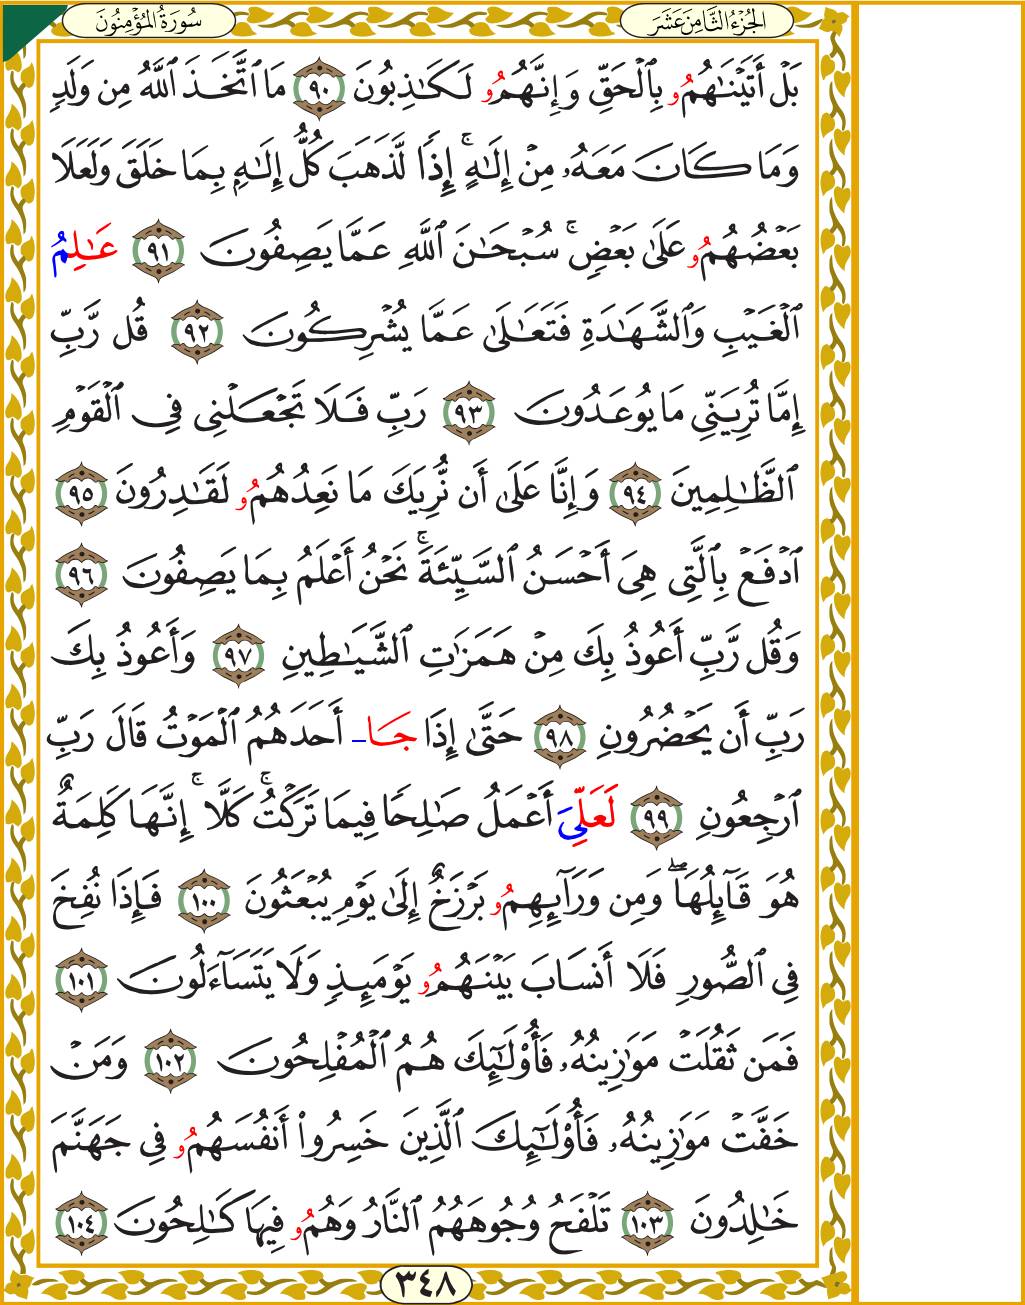 الجُزْءُ الثَّامِنَ عَشَرَ
سُورَةُ المُؤْمِنُونَ
بَلْ أَتَيْنَٰهُمُۥ بِالْحَقِّ وَإِنَّهُمُۥ لَكَٰذِبُونَ ٩٠ مَا ٱتَّخَذَ ٱللَّهُ مِن وَلَدٍ
وَمَا كَانَ مَعَهُۥ مِنْ إِلَٰهٍۚ إِذًا لَّذَهَبَ كُلُّ إِلَٰهٍۭ بِمَا خَلَقَ وَلَعَلَا
بَعْضُهُمُۥ عَلَىٰ بَعْضٍۚ سُبْحَٰنَ ٱللَّهِ عَمَّا يَصِفُونَ ٩١ عَٰلِمُ
ٱلْغَيْبِ وَٱلشَّهَٰدَةِ فَتَعَٰلَىٰ عَمَّا يُشْرِكُونَ ٩٢ قُل رَّبِّ
إِمَّا تُرِيَنِّي مَا يُوعَدُونَ ٩٣ رَبِّ فَلَا تَجْعَلْنِي فِي ٱلْقَوْمِ
ٱلظَّٰلِمِينَ ٩٤ وَإِنَّا عَلَىٰ أَن نُّرِيَكَ مَا نَعِدُهُمُۥ لَقَٰدِرُونَ ٩٥
ٱدْفَعْ بِٱلَّتِي هِيَ أَحْسَنُ ٱلسَّيِّئَةَۚ نَحْنُ أَعْلَمُ بِمَا يَصِفُونَ ٩٦
وَقُل رَّبِّ أَعُوذُ بِكَ مِنْ هَمَزَٰتِ ٱلشَّيَٰطِينِ ٩٧ وَأَعُوذُ بِكَ
رَبِّ أَن يَحْضُرُونِ ٩٨ حَتَّىٰ إِذَا جَا أَحَدَهُمُ ٱلْمَوْتُ قَالَ رَبِّ
ٱرْجِعُونِ ٩٩ لَعَلِّيَ أَعْمَلُ صَٰلِحًا فِيمَا تَرَكْتُۚ كَلَّاۚ إِنَّهَا كَلِمَةٌ
هُوَ قَآئِلُهَاۖ وَمِن وَرَآئِهِمُۥ بَرْزَخٌ إِلَىٰ يَوْمِ يُبْعَثُونَ ١٠٠ فَإِذَا نُفِخَ
فِي ٱلصُّورِ فَلَا أَنسَابَ بَيْنَهُمُۥ يَوْمَئِذٍ وَلَا يَتَسَآءَلُونَ ١٠١
فَمَن ثَقُلَتْ مَوَٰزِينُهُۥ فَأُوْلَٰٓئِكَ هُمُ ٱلْمُفْلِحُونَ ١٠٢ وَمَنْ
خَفَّتْ مَوَٰزِينُهُۥ فَأُوْلَٰٓئِكَ ٱلَّذِينَ خَسِرُواْ أَنفُسَهُمُۥ فِي جَهَنَّمَ
خَٰلِدُونَ ١٠٣ تَلْفَحُ وُجُوهَهُمُ ٱلنَّارُ وَهُمُۥ فِيهَا كَٰلِحُونَ ١٠٤
٣٤٨